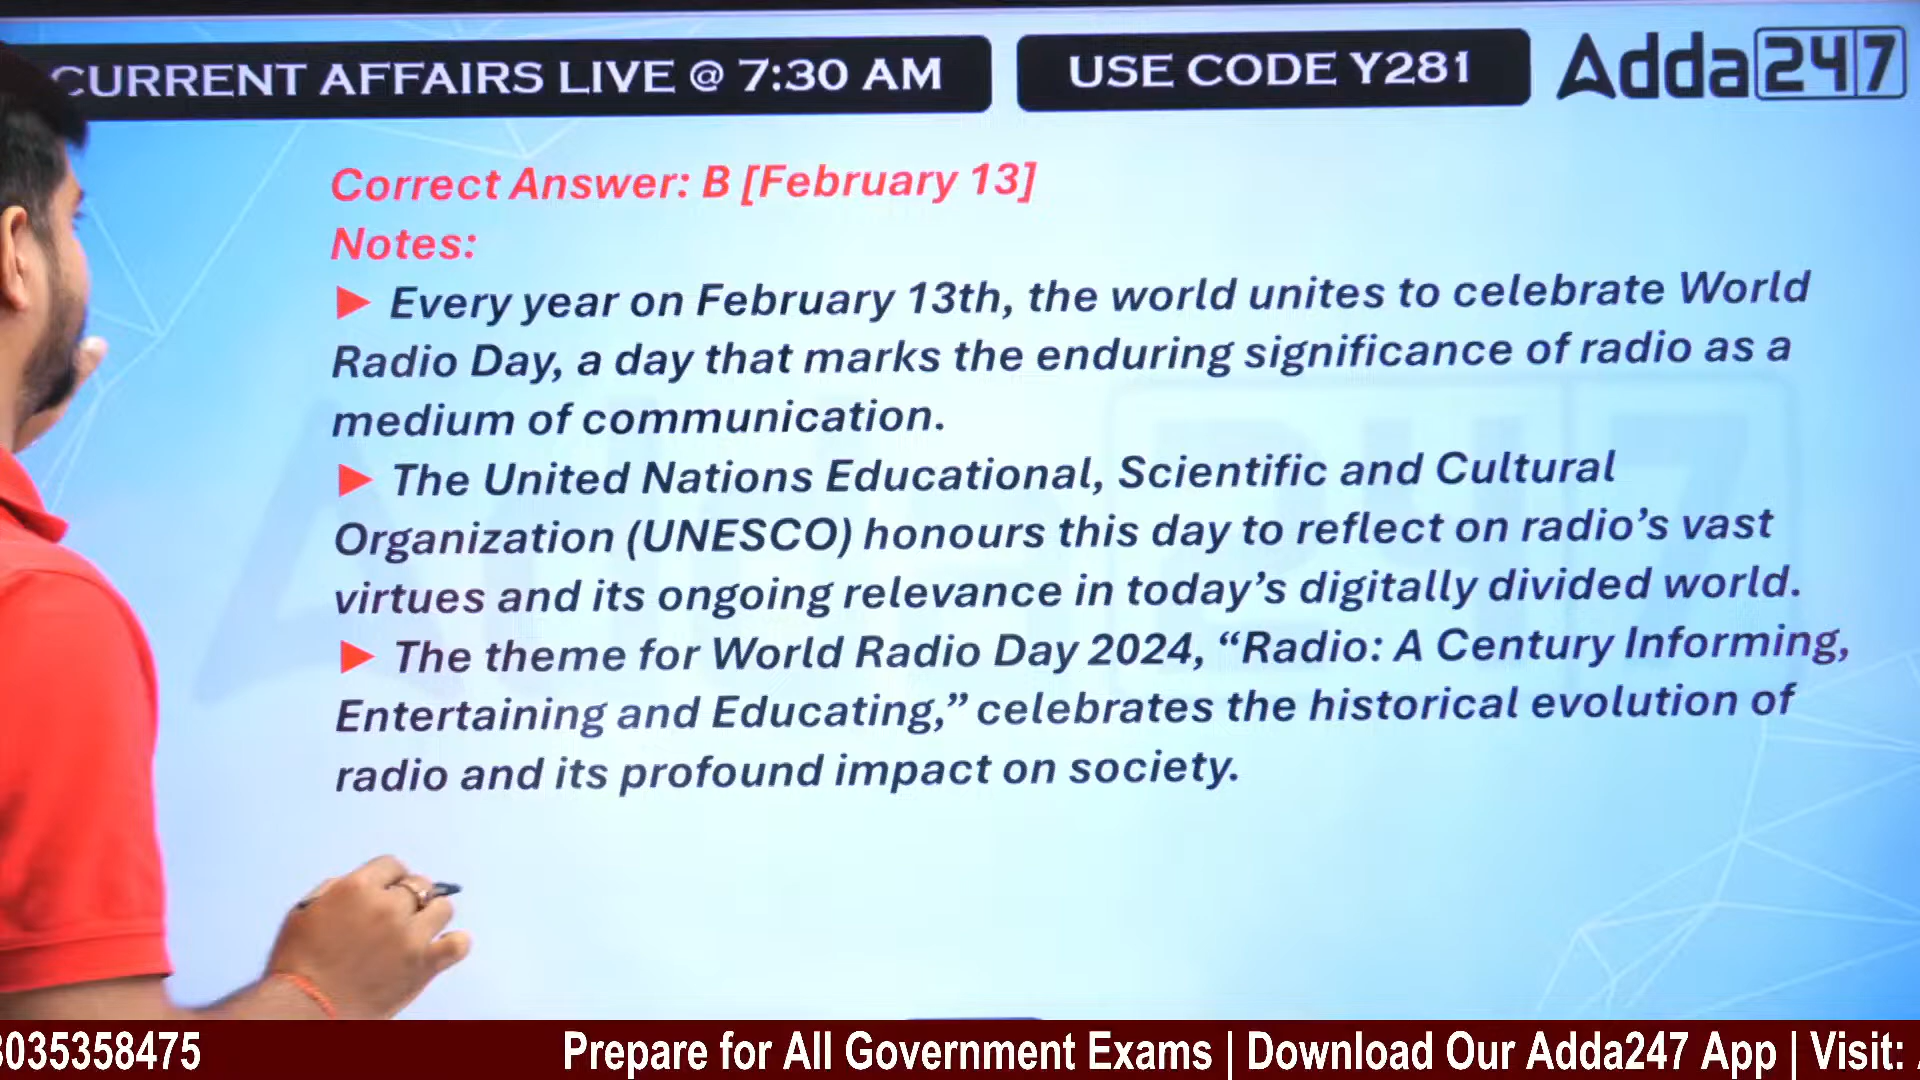 CURRENT AFFAIRS LIVE @ 7:30 AM
USE CODE Y281
Adda247
Correct Answer: B [February 13]
Notes:
► Every year on February 13th, the world unites to celebrate World
Radio Day, a day that marks the enduring significance of radio as a
medium of communication.
► The United Nations Educational, Scientific and Cultural
Organization (UNESCO) honours this day to reflect on radio’s vast
virtues and its ongoing relevance in today’s digitally divided world.
► The theme for World Radio Day 2024, “Radio: A Century Informing,
Entertaining and Educating,” celebrates the historical evolution of
radio and its profound impact on society.
035358475
Prepare for All Government Exams | Download Our Adda247 App | Visit: